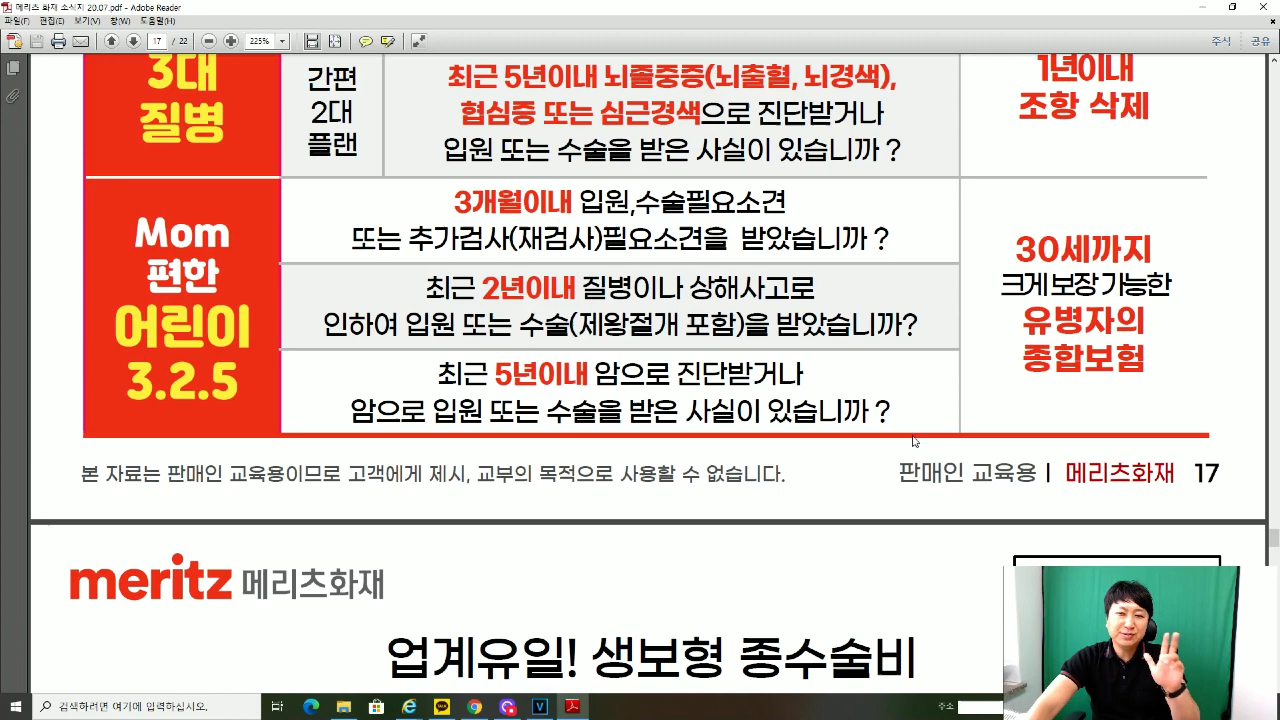 메리츠 화재 소식지 20.07.pdf - Adobe Reader
파일(F) 편집(E) 보기(V) 창(W) 도움말(H)
17 / 22 225% 주석 공유
3대
질병
간편
2대
플랜
최근 5년이내 뇌졸중증(뇌출혈, 뇌경색),
협심증 또는 심근경색으로 진단받거나
입원 또는 수술을 받은 사실이 있습니까 ?
1년이내
조항 삭제
Mom
편한
어린이
3.2.5
3개월이내 입원,수술필요소견
또는 추가검사(재검사)필요소견을 받았습니까 ?
최근 2년이내 질병이나 상해사고로
인하여 입원 또는 수술(제왕절개 포함)을 받았습니까?
최근 5년이내 암으로 진단받거나
암으로 입원 또는 수술을 받은 사실이 있습니까 ?
30세까지
크게 보장 가능한
유병자의
종합보험
본 자료는 판매인 교육용이므로 고객에게 제시, 교부의 목적으로 사용할 수 없습니다.
판매인 교육용 | 메리츠화재 17
meritz 메리츠화재
업계유일! 생보형 종수술비
검색하려면 여기에 입력하십시오.
주소